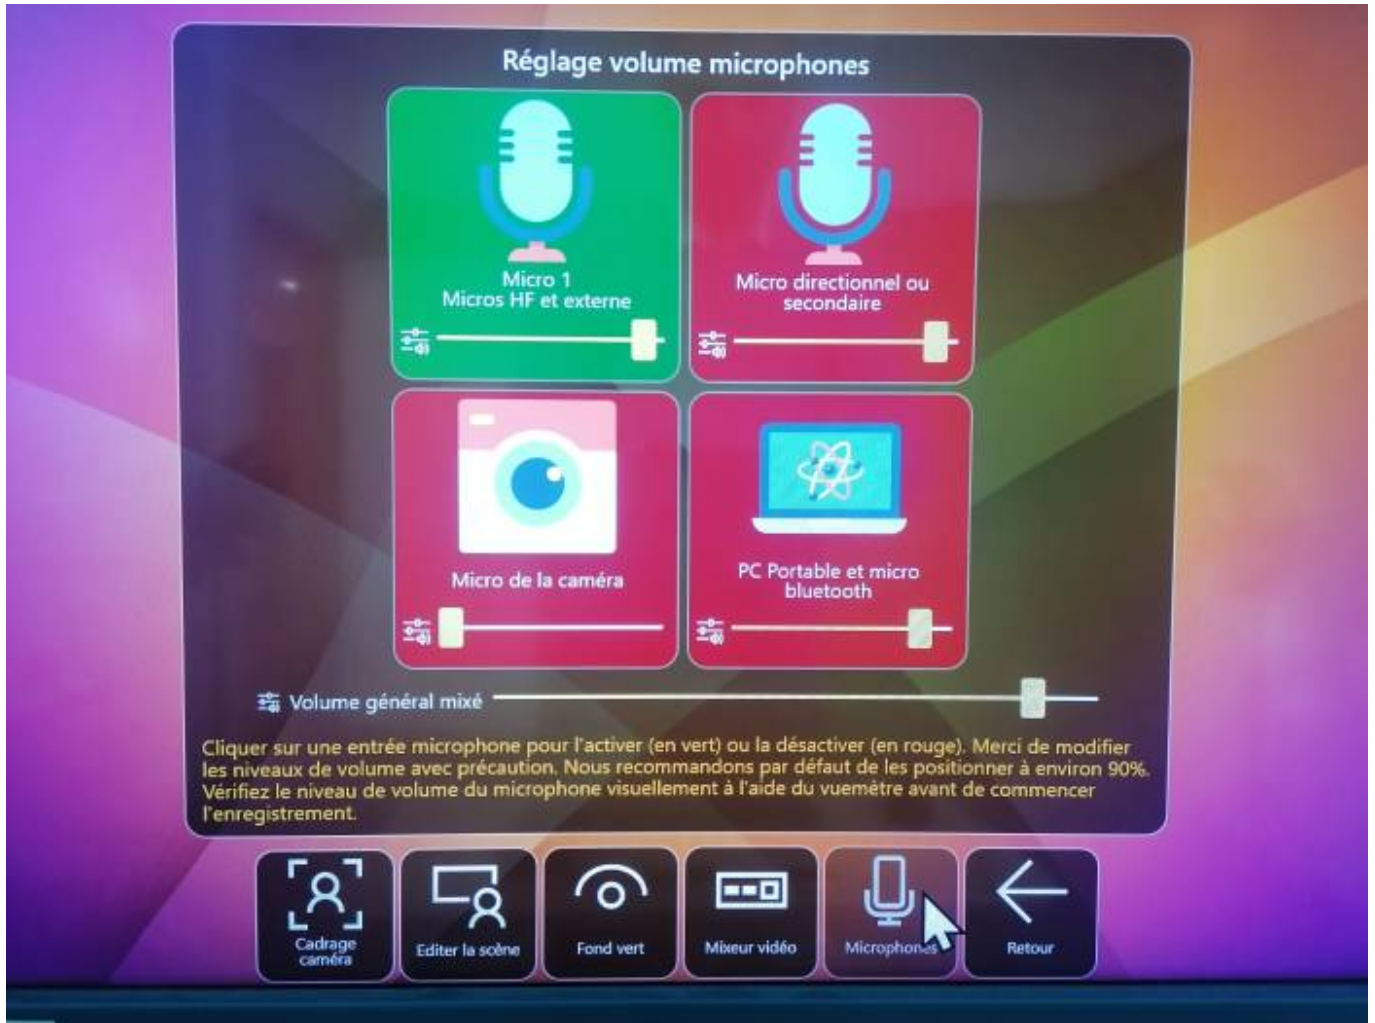 Réglage volume microphones
Micro 1
Micros HF et externe
Micro directionnel ou
secondaire
Micro de la caméra
PC Portable et micro
bluetooth
Volume général mixé
Cliquer sur une entrée microphone pour l'activer (en vert) ou la désactiver (en rouge). Merci de modifier
les niveaux de volume avec précaution. Nous recommandons par défaut de les positionner à environ 90%.
Vérifiez le niveau de volume du microphone visuellement à l'aide du vuemètre avant de commencer
l'enregistrement.
Cadrage
caméra
Editer la scène
Fond vert
Mixeur vidéo
Microphones
Retour